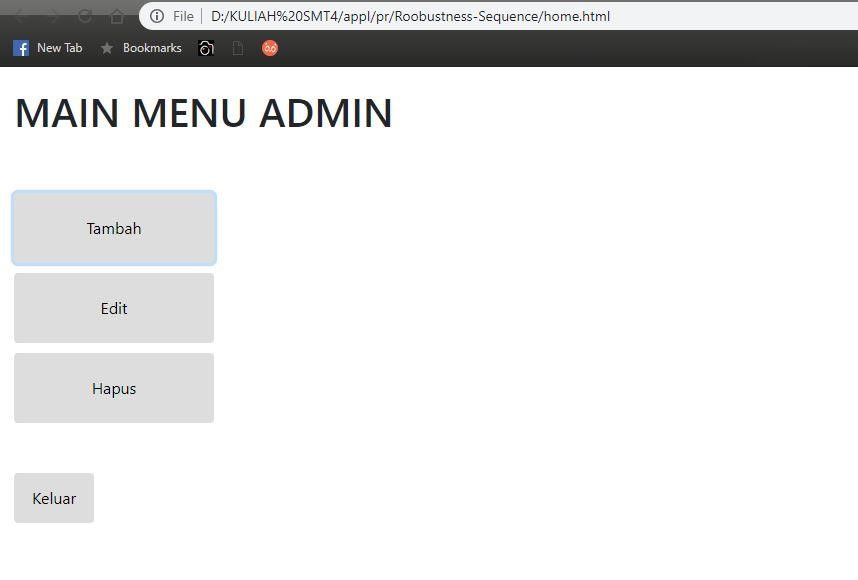 File D:/KULIAH%20SMT4/appl/pr/Roobustness-Sequence/home.html
New Tab Bookmarks
MAIN MENU ADMIN
Tambah
Edit
Hapus
Keluar